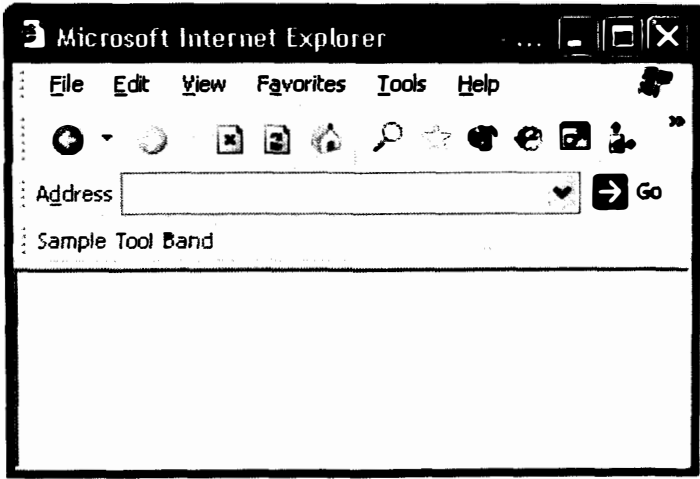 Microsoft Internet Explorer ...
File Edit View Favorites Tools Help
Address Go
Sample Tool Band